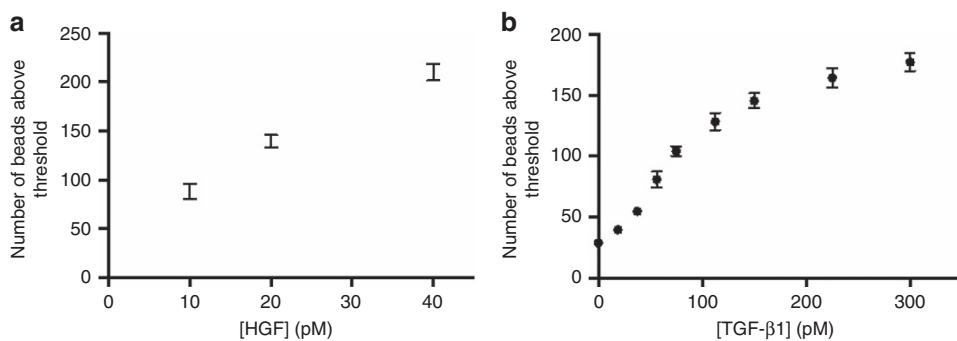 a
Number of beads above
threshold
250
200
150
100
50
0
0 10 20 30 40
[HGF] (pM)
b
Number of beads above
threshold
200
150
100
50
0
0 100 200 300
[TGF-β1] (pM)